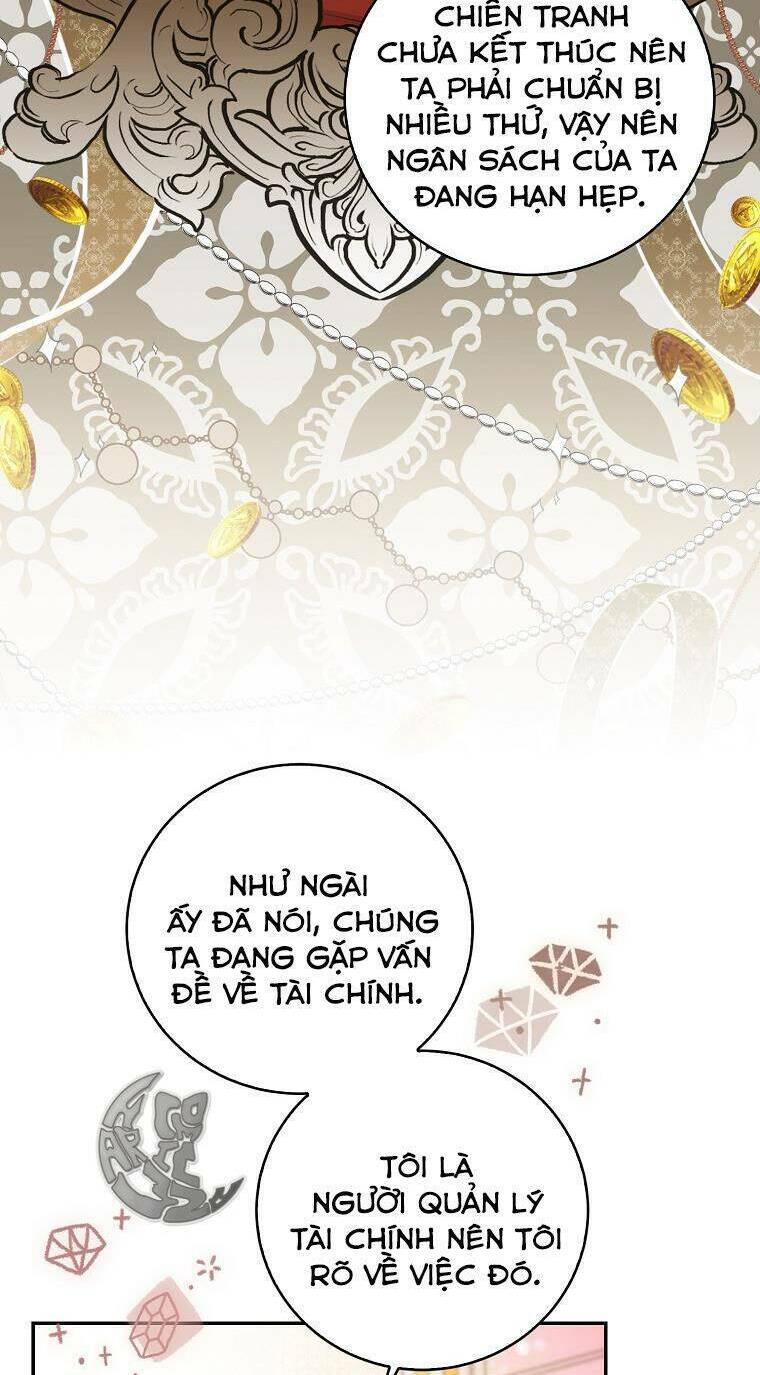 CHIẾN TRANH
CHƯA KẾT THÚC NÊN
TA PHẢI CHUẨN BỊ
NHIỀU THỨ, VẬY NÊN
NGÂN SÁCH CỦA TA
ĐANG HẠN HẸP.
NHƯ NGÀI
ẤY ĐÃ NÓI, CHÚNG
TA ĐANG GẶP VẤN
ĐỀ VỀ TÀI CHÍNH.
TÔI LÀ
NGƯỜI QUẢN LÝ
TÀI CHÍNH NÊN TÔI
RÕ VỀ VIỆC ĐÓ.